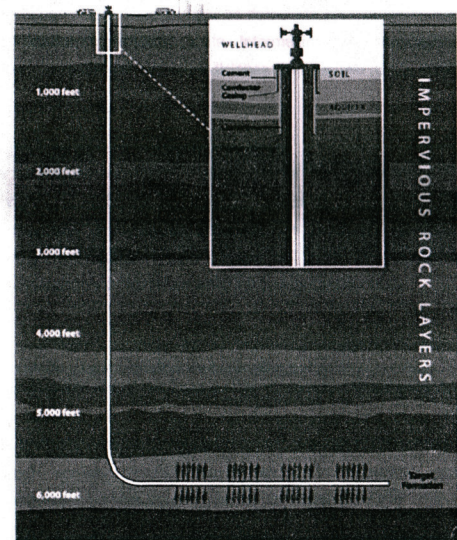 WELLHEAD
Cement
SOIL
Conductor
Casing
AQUIFER
1,000 feet
2,000 feet
3,000 feet
4,000 feet
5,000 feet
6,000 feet
IMPERVIOUS ROCK LAYERS
Target
Formation